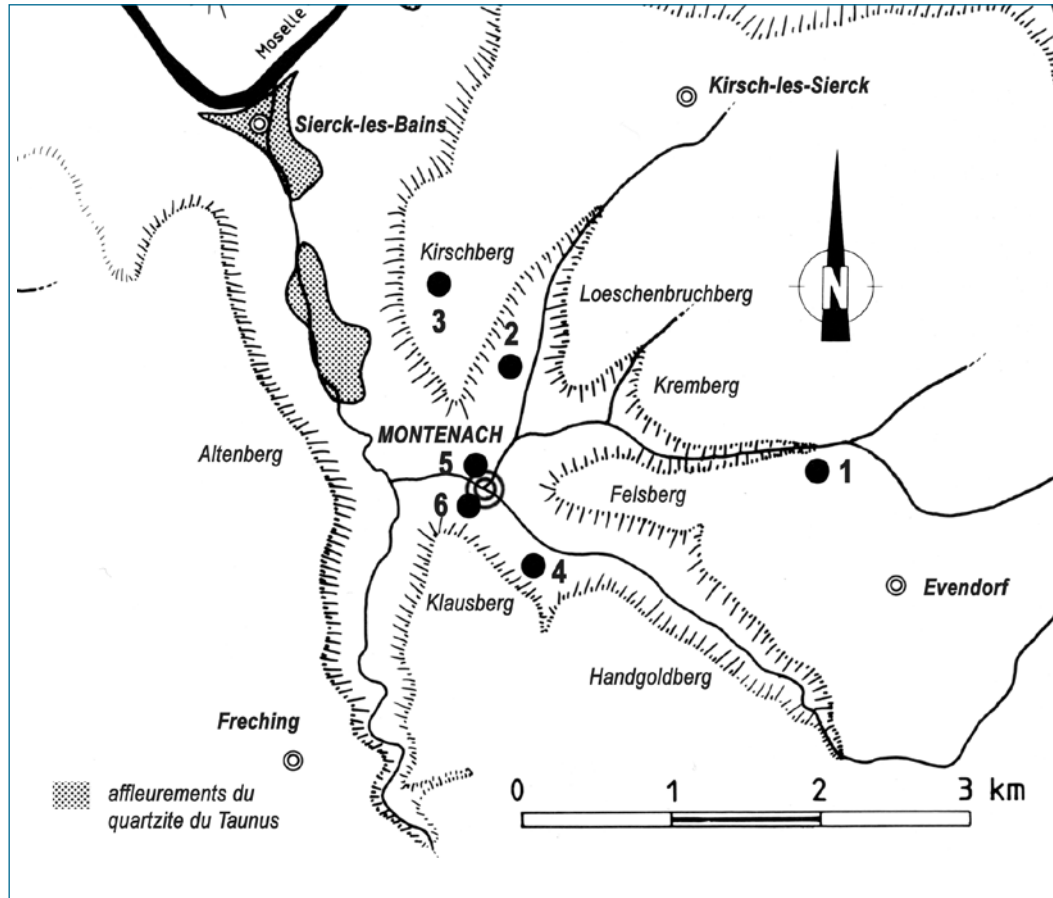 Moselle
Kirsch-les-Sierck
Sierck-les-Bains
N
Kirschberg
3
2
Loeschenbruchberg
Kremberg
MONTENACH
Altenberg
5
1
Felsberg
6
4
Klausberg
Evendorf
Handgoldberg
Freching
affleurements du
quartzite du Taunus
0 1 2 3 km